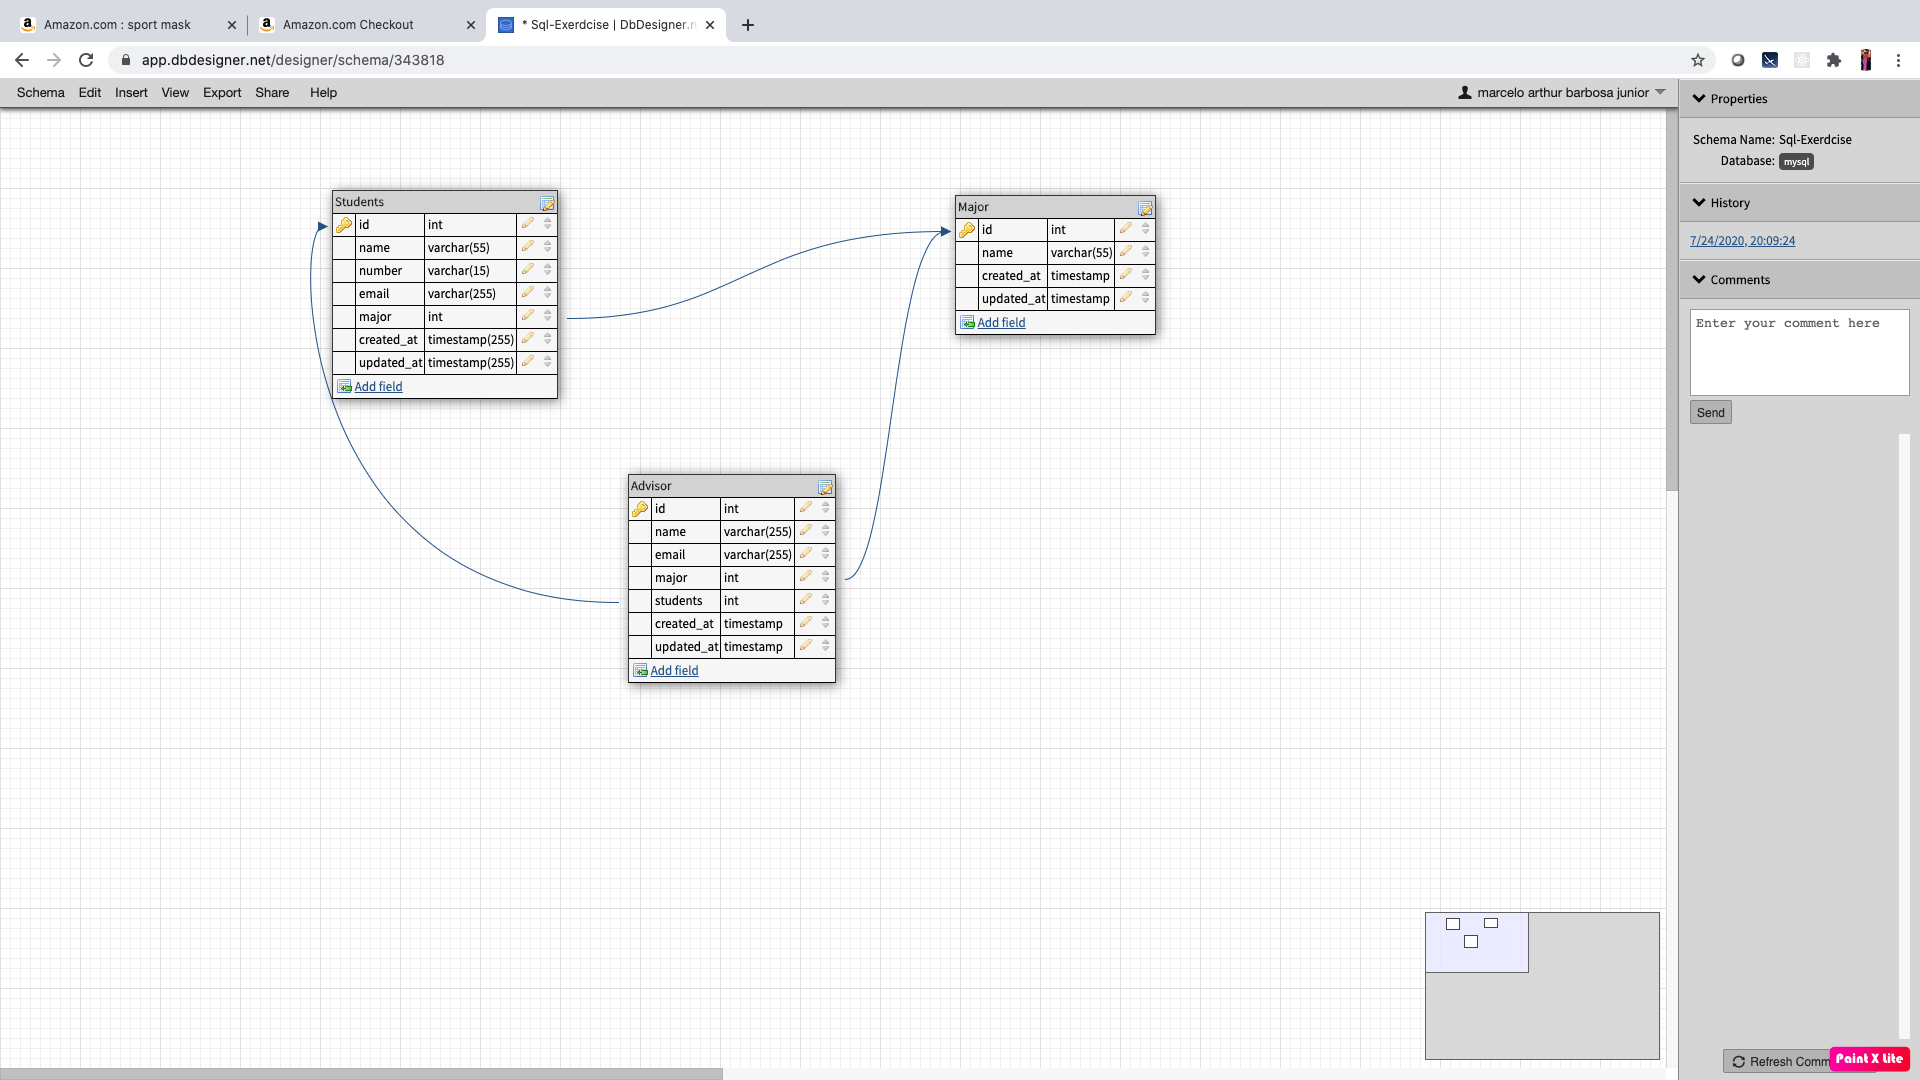 Amazon.com : sport mask
Amazon.com Checkout
* Sql-Exerdcise | DbDesigner.n
app.dbdesigner.net/designer/schema/343818
Schema Edit Insert View Export Share Help
marcelo arthur barbosa junior
Properties
Schema Name: Sql-Exerdcise
Database: mysql
History
7/24/2020, 20:09:24
Comments
Enter your comment here
Send
Students
id int
name varchar(55)
number varchar(15)
email varchar(255)
major int
created_at timestamp(255)
updated_at timestamp(255)
Add field
Major
id int
name varchar(55)
created_at timestamp
updated_at timestamp
Add field
Advisor
id int
name varchar(255)
email varchar(255)
major int
students int
created_at timestamp
updated_at timestamp
Add field
Refresh Comm
Paint X Lite